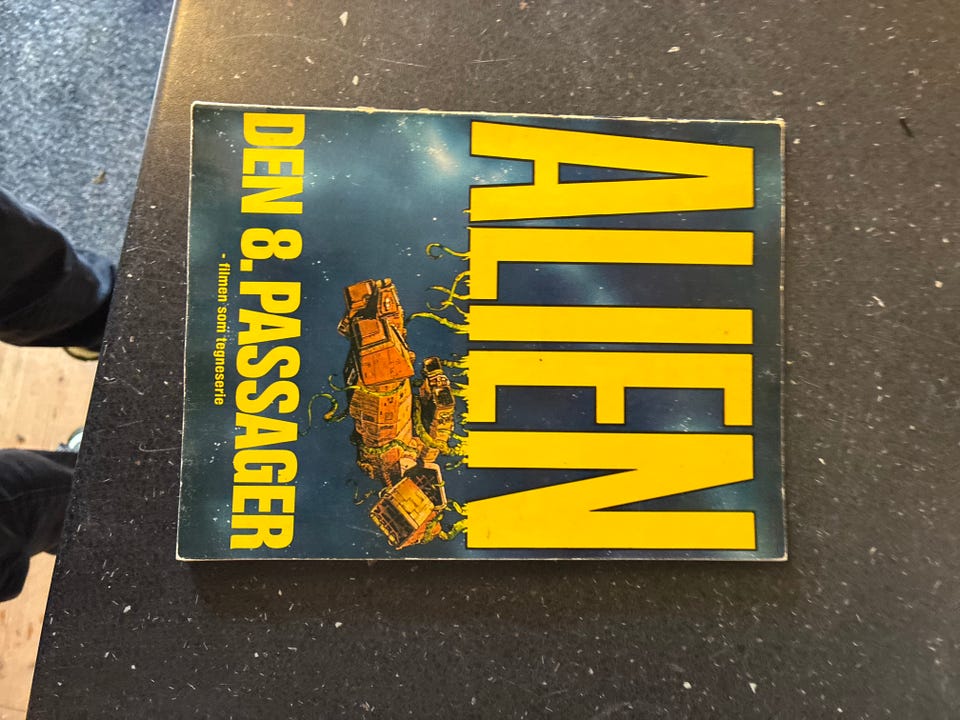 ALIEN
DEN 8. PASSAGER
- filmen som tegneserie